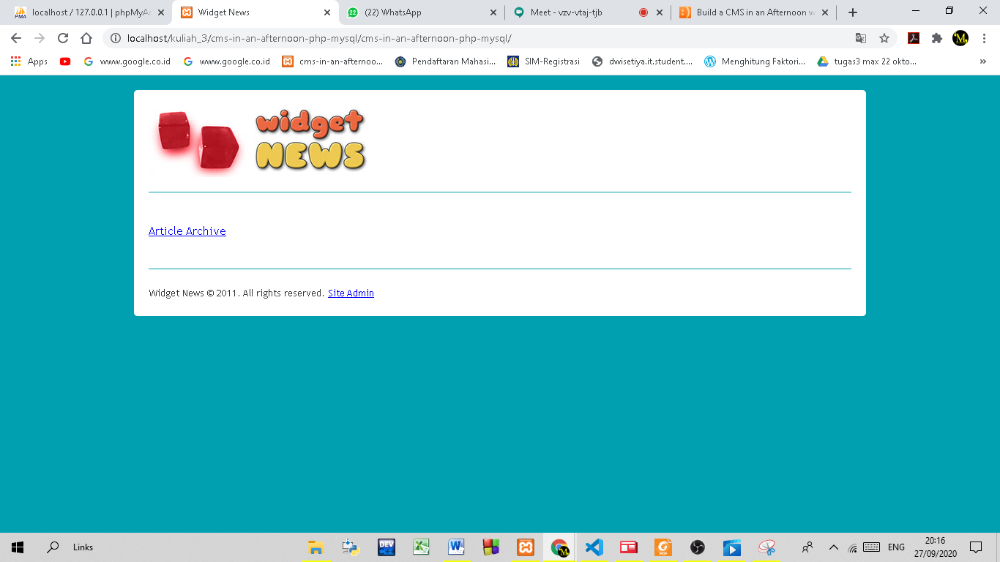 localhost / 127.0.0.1 | phpMyAc
Widget News
(22) WhatsApp
Meet - vzv-vtaj-tjb
Build a CMS in an Afternoon w
localhost/kuliah_3/cms-in-an-afternoon-php-mysql/cms-in-an-afternoon-php-mysql/
Apps
www.google.co.id
www.google.co.id
cms-in-an-afternoo...
Pendaftaran Mahasi...
SIM-Registrasi
dwisetiya.it.student....
Menghitung Faktori...
tugas3 max 22 okto...
widget
NEWS
Article Archive
Widget News © 2011. All rights reserved. Site Admin
Links
ENG
20:16
27/09/2020